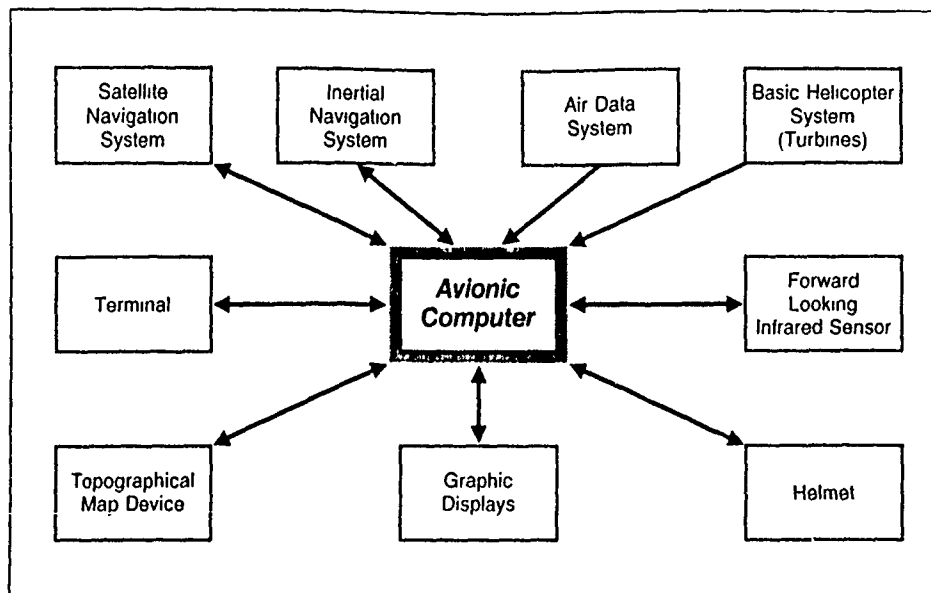 Satellite
Navigation
System
Inertial
Navigation
System
Air Data
System
Basic Helicopter
System
(Turbines)
Terminal
Avionic
Computer
Forward
Looking
Infrared Sensor
Topographical
Map Device
Graphic
Displays
Helmet